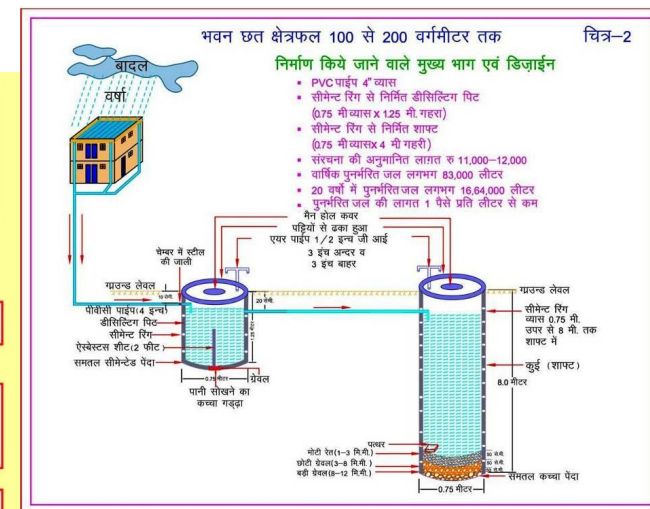 भवन छत क्षेत्रफल 100 से 200 वर्गमीटर तक
चित्र–2
निर्माण किये जाने वाले मुख्य भाग एवं डिज़ाईन
PVC पाईप 4" व्यास
सीमेन्ट रिंग से निर्मित डीसिल्टिंग पिट
(0.75 मी व्यास x 1.25 मी. गहरा)
सीमेन्ट रिंग से निर्मित शाफ्ट
(0.75 मी व्यासx 4 मी गहरी)
संरचना की अनुमानित लागत रु 11,000–12,000
वार्षिक पुनर्भरित जल लगभग 83,000 लीटर
20 वर्षो में पुनर्भरित जल लगभग 16,64,000 लीटर
पुनर्भरित जल की लागत 1 पैसे प्रति लीटर से कम
बादल
वर्षा
मैन होल कवर
पट्टियों से ढका हुआ
एयर पाईप 1/2 इन्च जी आई
3 इंच अन्दर व
3 इंच बाहर
चेम्बर में स्टील
की जाली
ग्राउन्ड लेवल
पीवीसी पाईप(4 इन्च)
डीसिल्टिंग पिट
सीमेन्ट रिंग
ऐस्बेस्टस शीट(2 फीट)
समतल सीमेन्टेड पेंदा
0.75 मीटर
ग्रेवल
पानी सोखने का
कच्चा गड्ढा
ग्राउन्ड लेवल
सीमेन्ट रिंग
व्यास 0.75 मी.
उपर से 8 मी. तक
शाफ्ट में
कुई (शाफ्ट)
8.0 मीटर
पत्थर
मोटी रेत(1–3 मि.मी.)
छोटी ग्रेवल(3–8 मि.मी.)
बड़ी ग्रेवल(8–12 मि.मी.)
समतल कच्चा पेंदा
0.75 मीटर